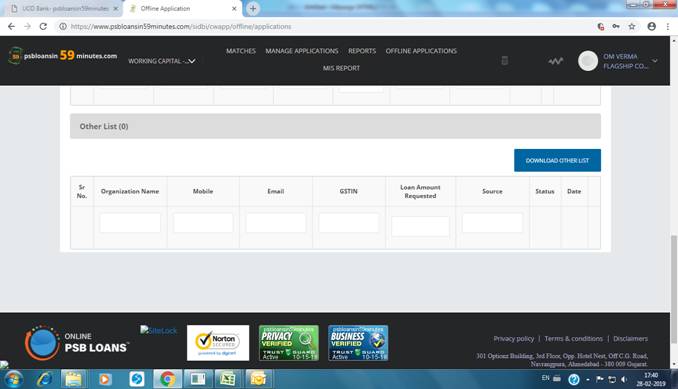 UCO Bank- psbloansin59minutes
Offline Application
https://www.psbloansin59minutes.com/sidbi/cwapp/offline/applications
psbloansin 59 minutes.com
WORKING CAPITAL -...
MATCHES MANAGE APPLICATIONS REPORTS OFFLINE APPLICATIONS
MIS REPORT
OM VERMA
FLAGSHIP CO...
Other List (0)
DOWNLOAD OTHER LIST
Sr No. Organization Name Mobile Email GSTIN Loan Amount Requested Source Status Date
ONLINE
PSB LOANS
SiteLock
Norton
SECURED
powered by digicert
psbloansin59minutes
PRIVACY
VERIFIED
TRUST GUARD
Active 10-15-18
psbloansin59minutes
BUSINESS
VERIFIED
TRUST GUARD
Active 10-15-18
Privacy policy | Terms & conditions | Disclaimers
301 Optionz Building, 3rd Floor, Opp. Hotel Nest, Off C.G. Road,
Navrangpura, Ahmedabad - 380 009 Gujarat.
EN
17:40
28-02-2019